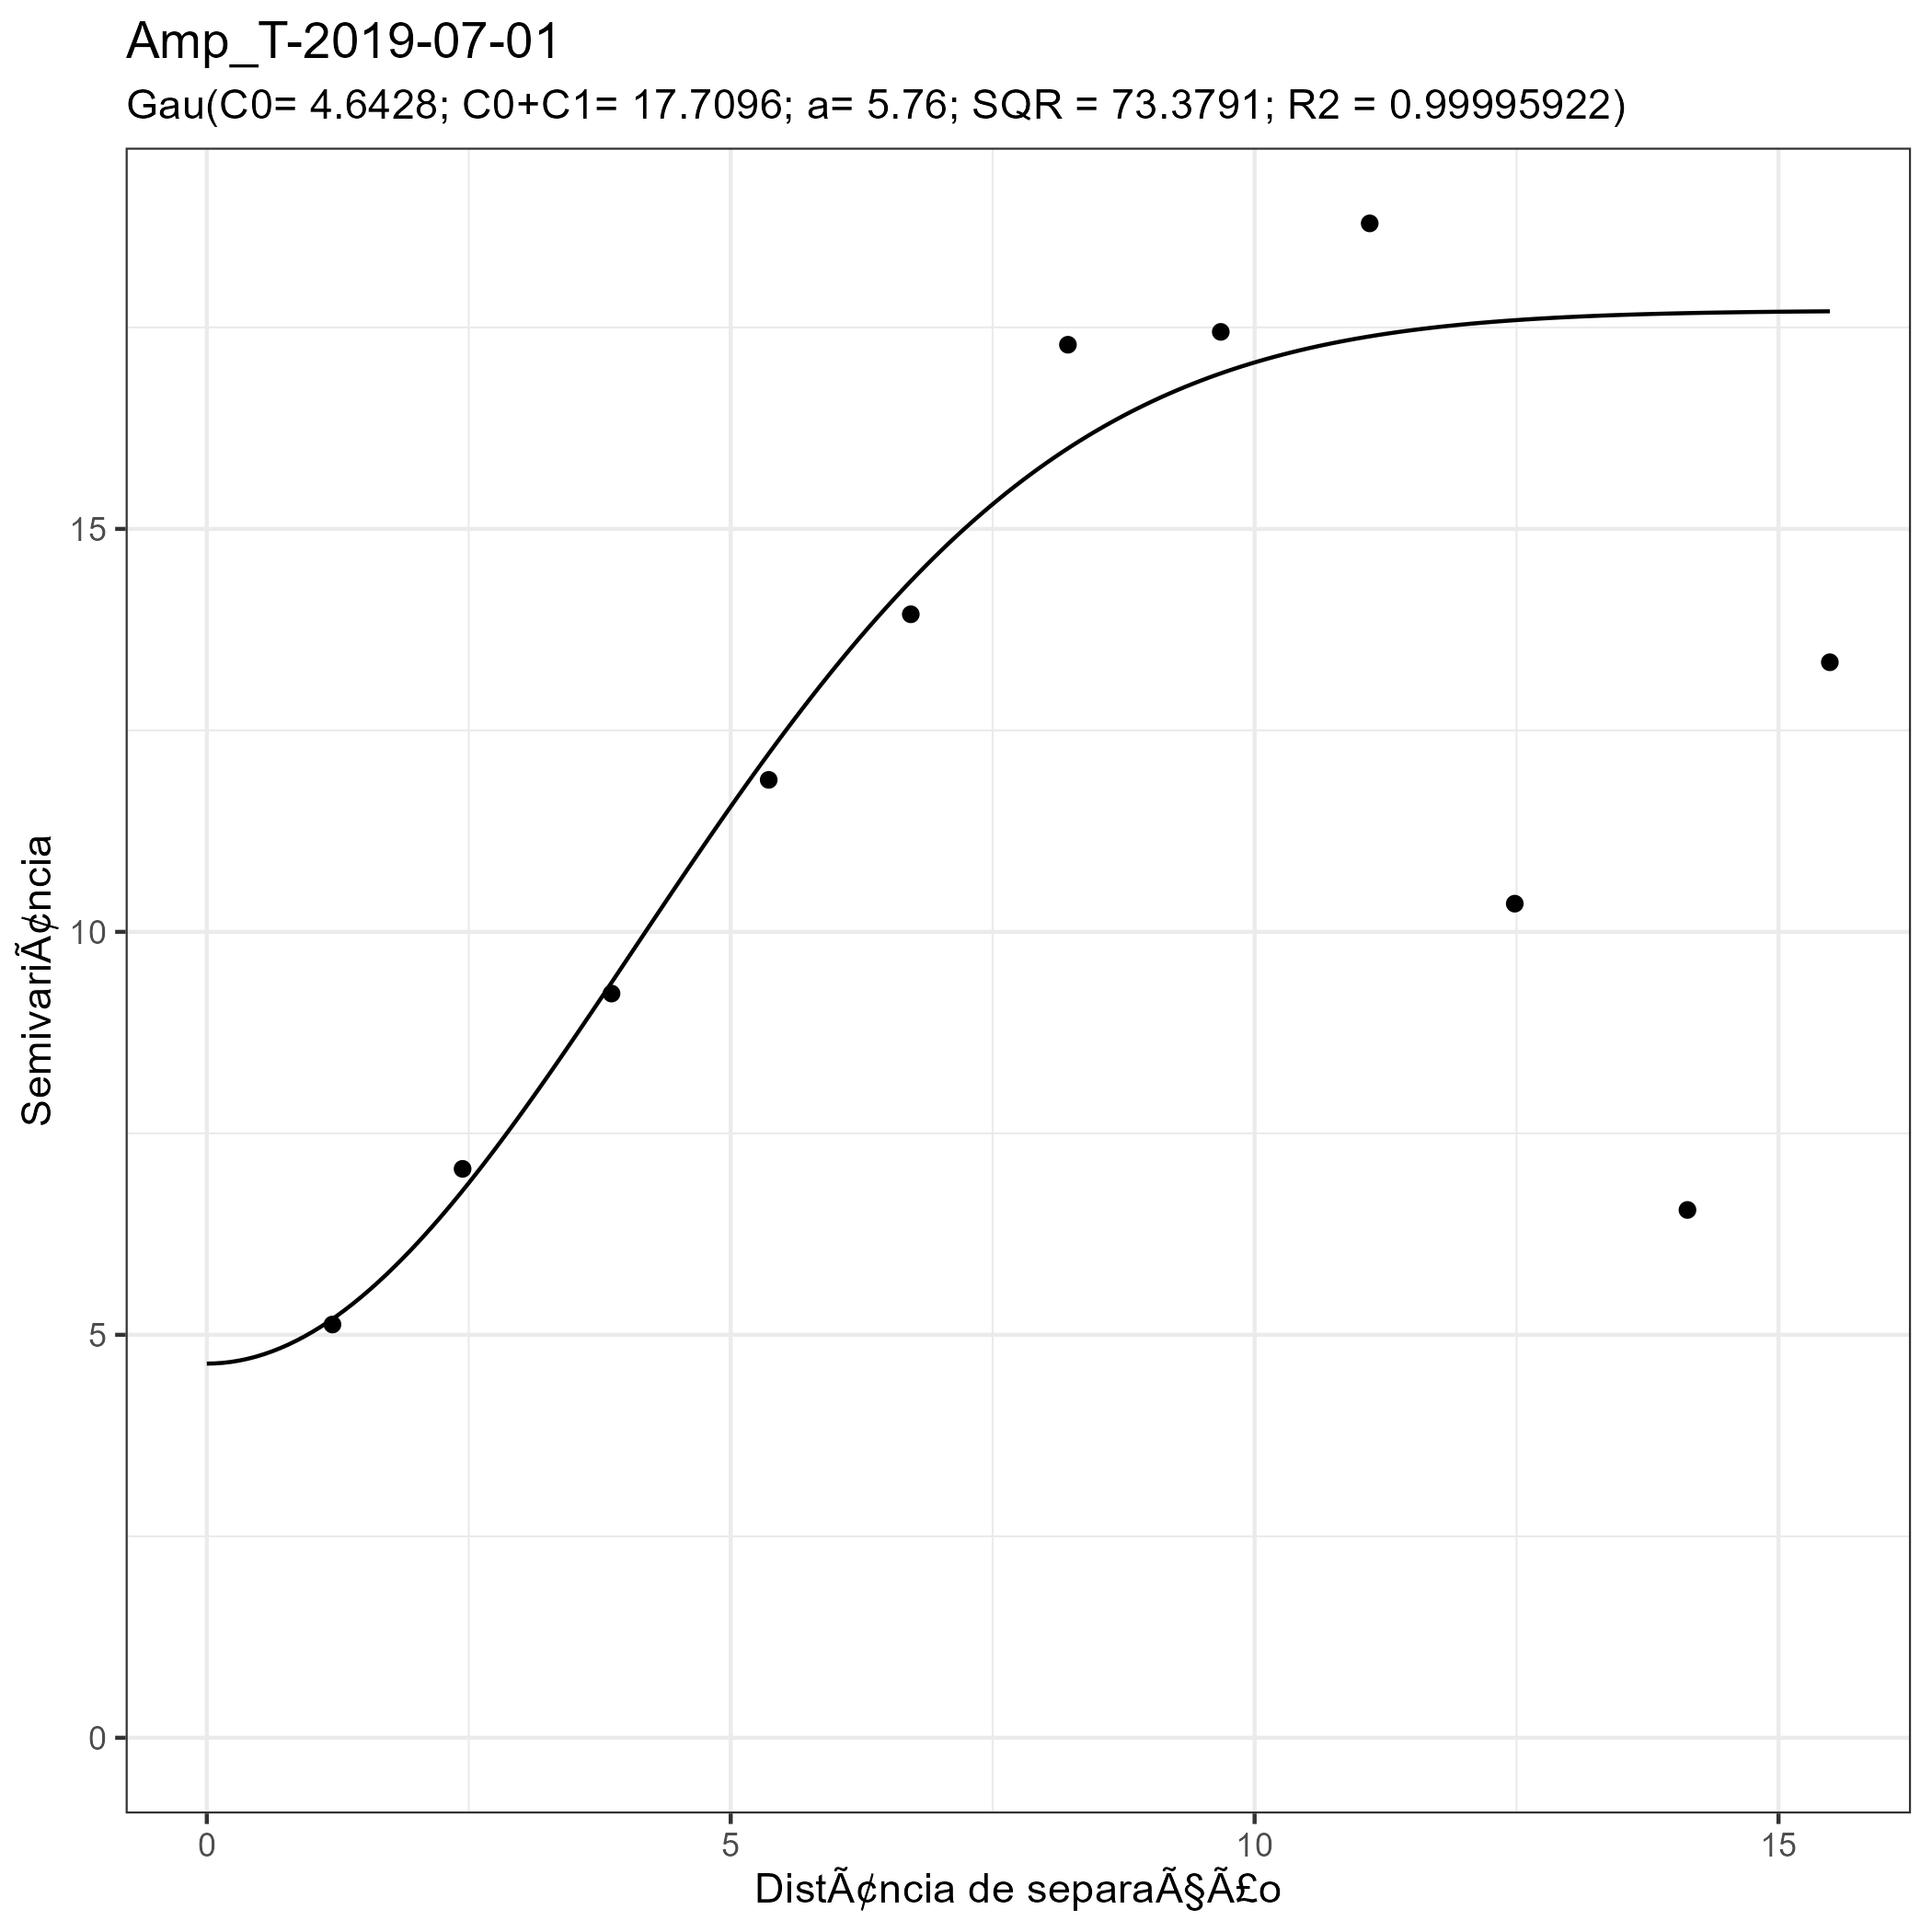 Amp_T-2019-07-01
Gau(C0= 4.6428; C0+C1= 17.7096; a= 5.76; SQR = 73.3791; R2 = 0.99995922)
SemivariÃ¢ncia
15
10
5
0
0 5 10 15
DistÃ¢ncia de separaÃ§Ã£o